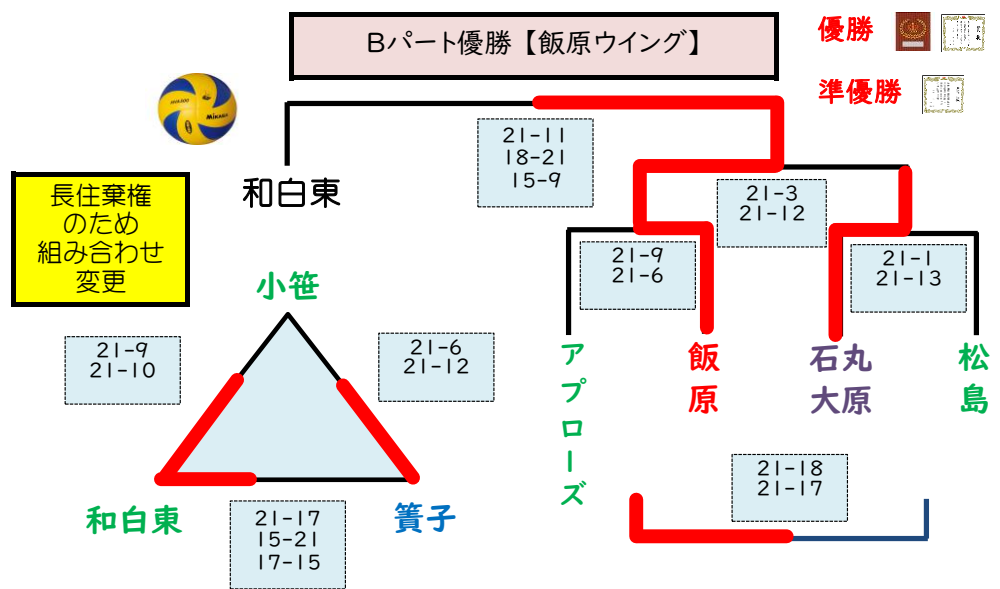 Bパート優勝【飯原ウイング】
優勝
準優勝
MIKASA
21-11
18-21
15-9
和白東
長住棄権
のため
組み合わせ
変更
21-3
21-12
21-9
21-6
21-1
21-13
小笹
21-9
21-10
21-6
21-12
アプローズ
飯原
石丸
大原
松島
和白東
簀子
21-17
15-21
17-15
21-18
21-17